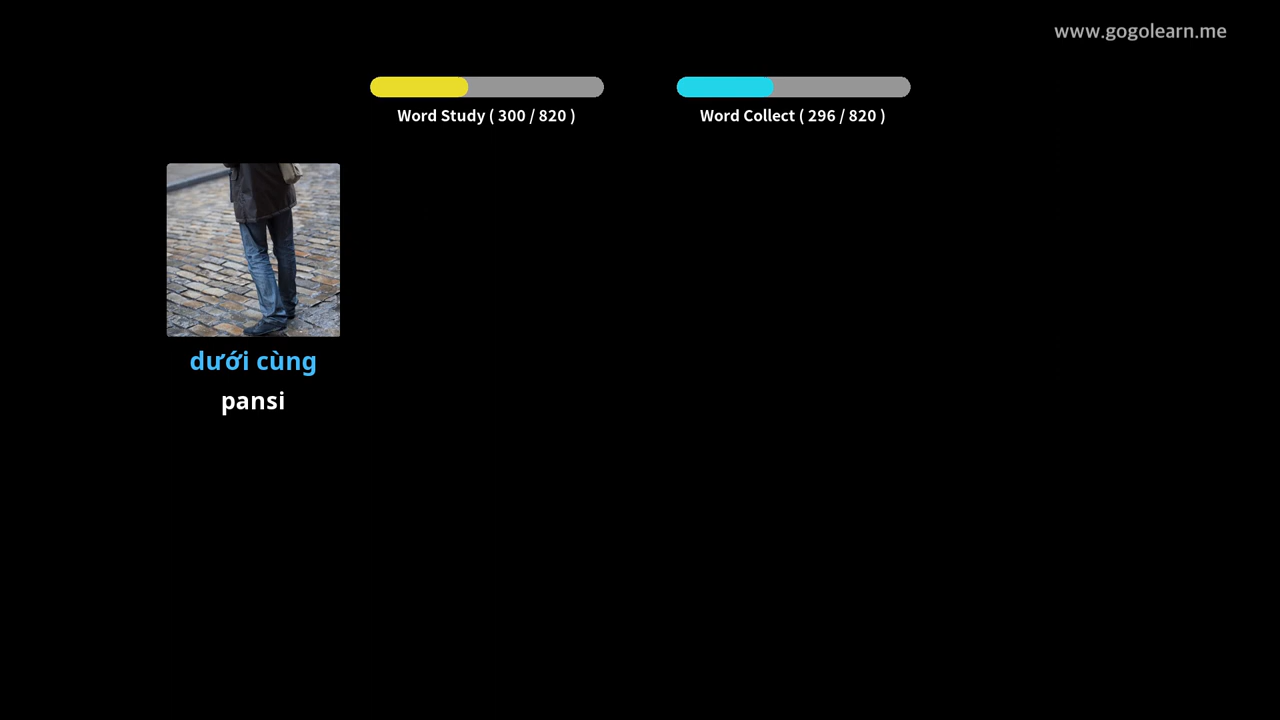 www.gogolearn.me
Word Study ( 300 / 820 )
Word Collect ( 296 / 820 )
dưới cùng
pansi